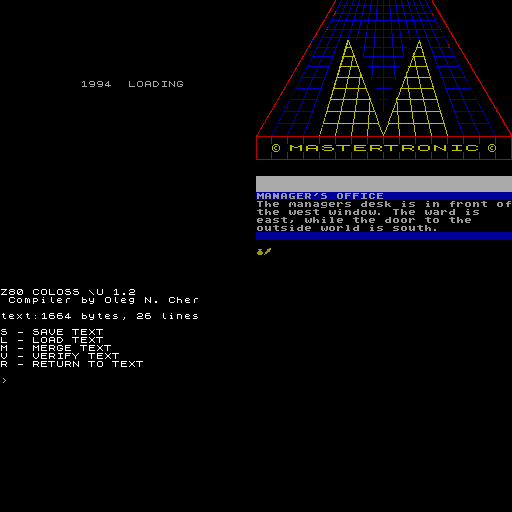 1994 LOADING
© MASTERTRONIC ©
MANAGER'S OFFICE
The managers desk is in front of
the west window. The ward is
east, while the door to the
outside world is south.
Z80 COLOSS \U 1.2
Compiler by Oleg N. Cher
text:1664 bytes, 26 lines
S - SAVE TEXT
L - LOAD TEXT
M - MERGE TEXT
V - VERIFY TEXT
R - RETURN TO TEXT
>